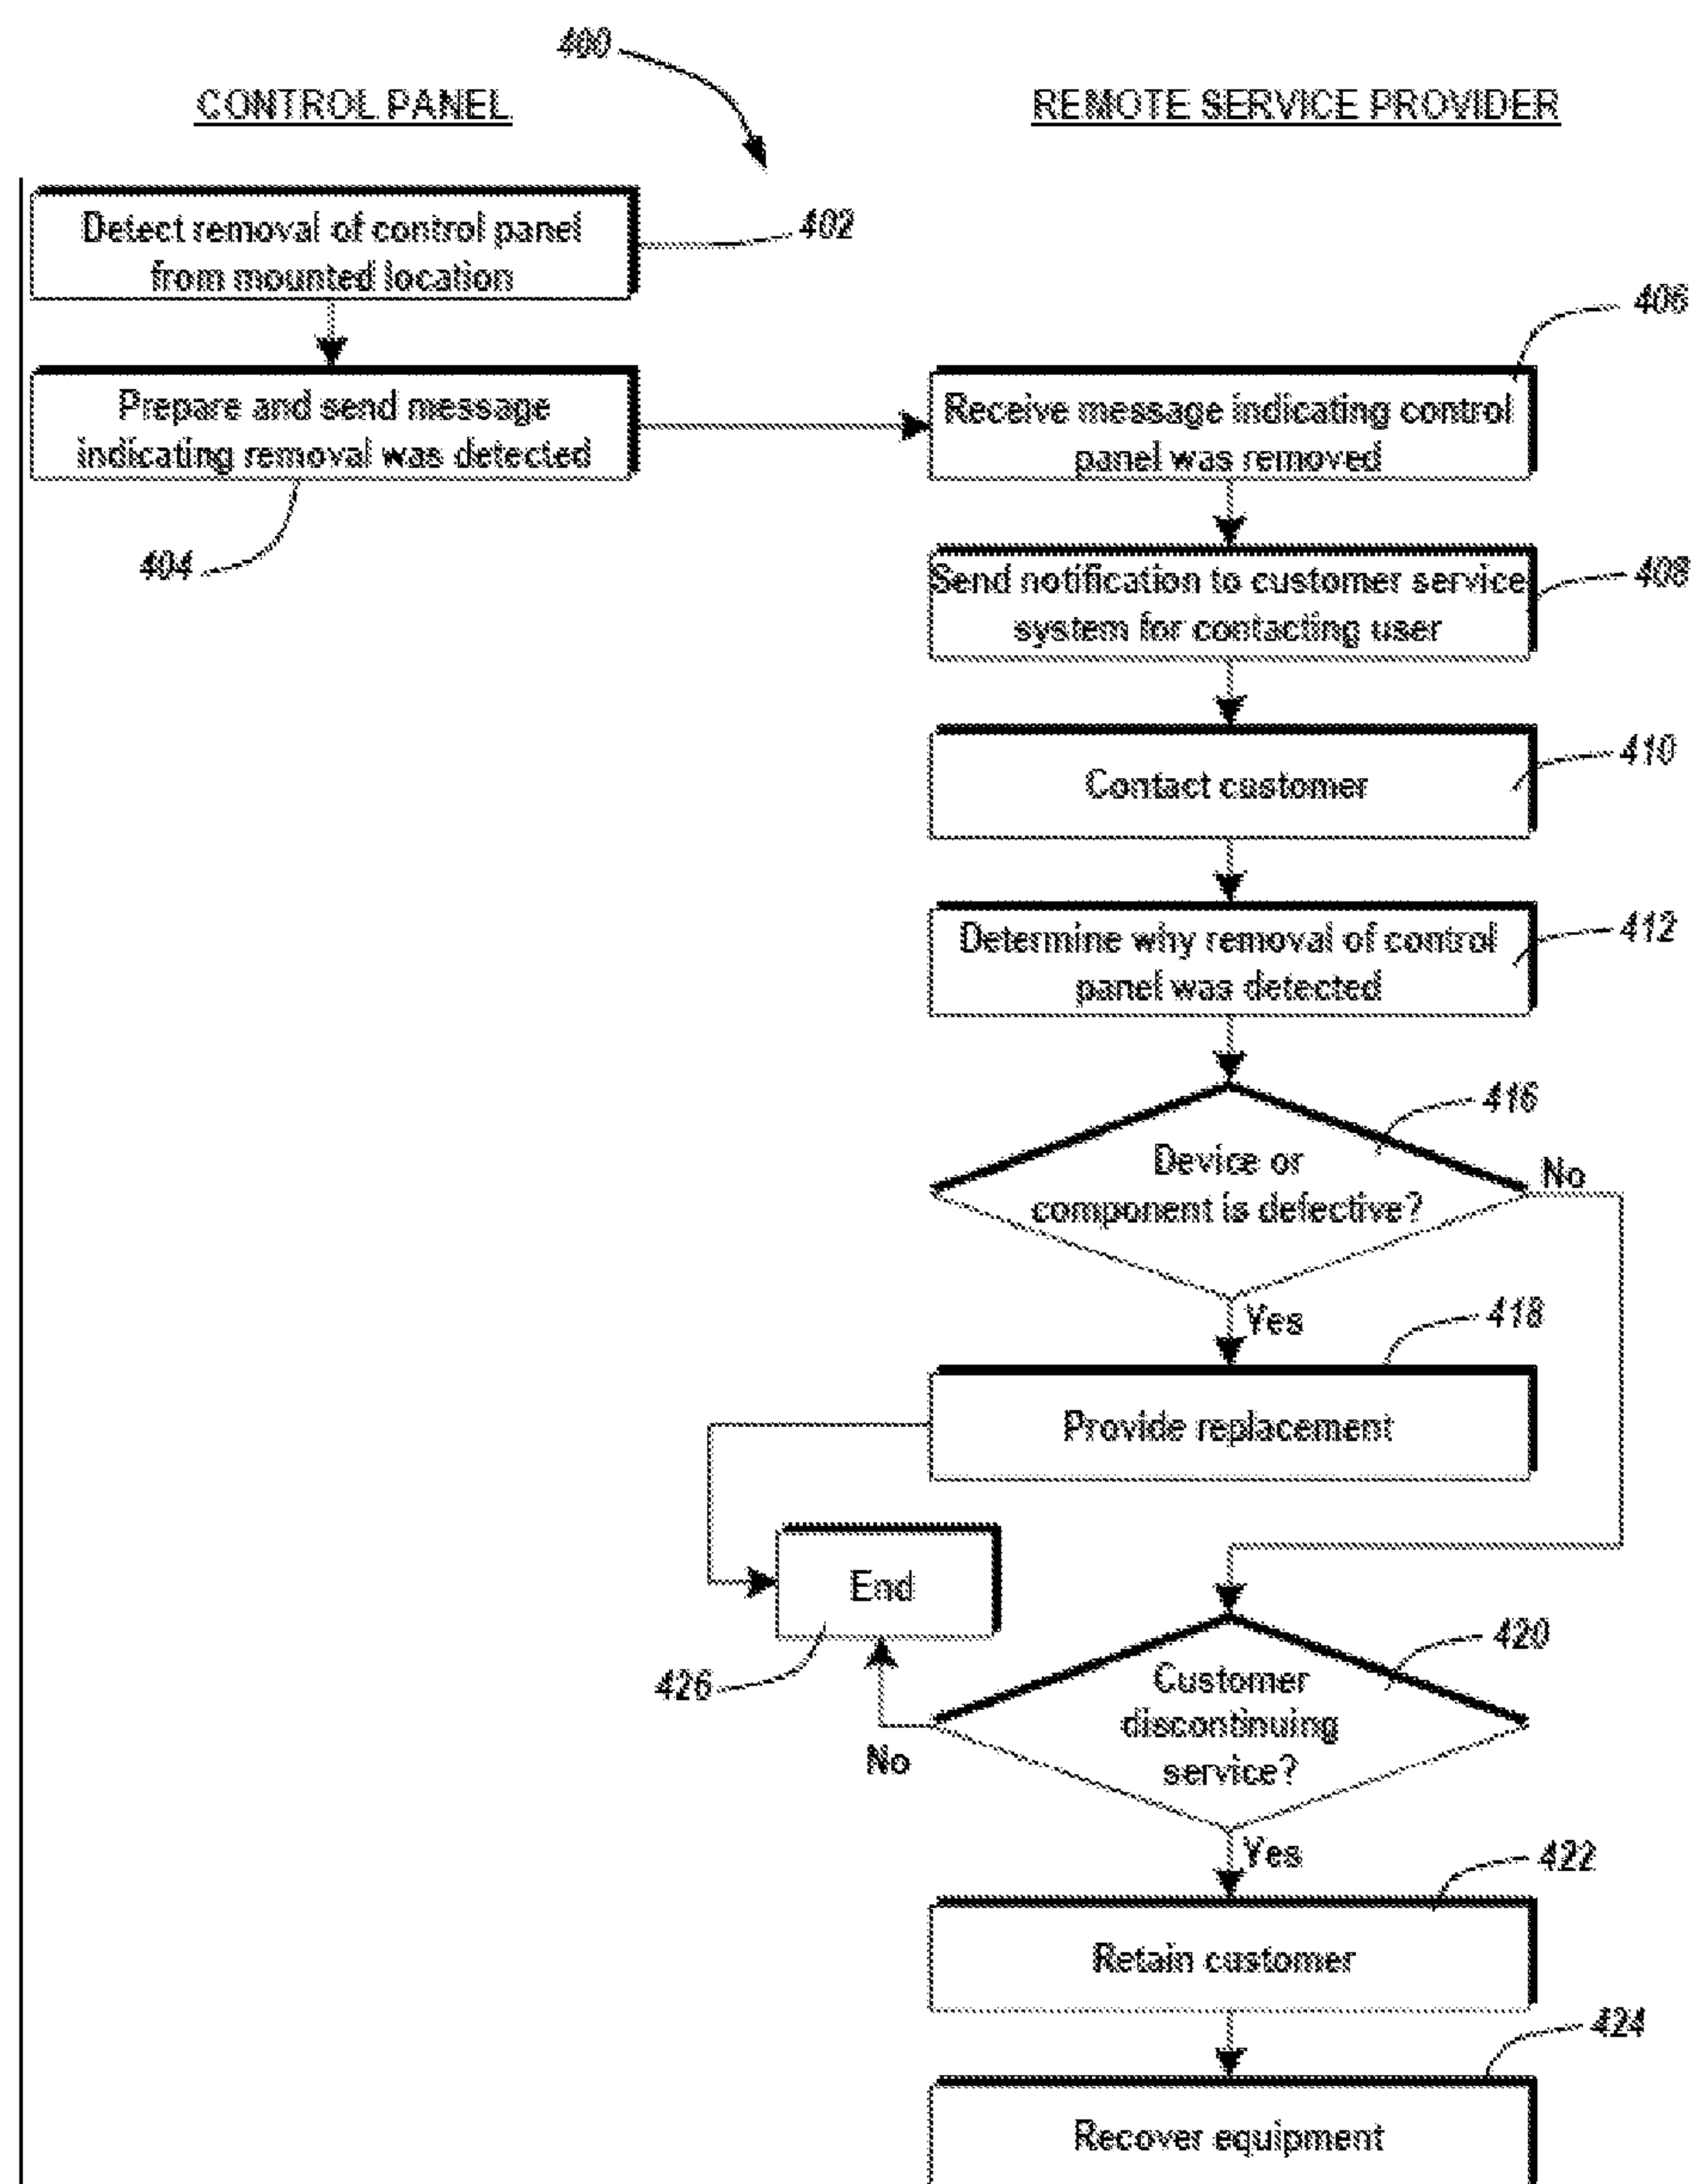 400
CONTROL PANEL
REMOTE SERVICE PROVIDER
Detect removal of control panel
from mounted location
402
Prepare and send message
indicating removal was detected
404
406
Receive message indicating control
panel was removed
Send notification to customer service
system for contacting user
408
Contact customer
410
Determine why removal of control
panel was detected
412
416
Device or
component is defective?
No
Yes
418
Provide replacement
End
426
420
Customer
discontinuing
service?
No
Yes
422
Retain customer
424
Recover equipment